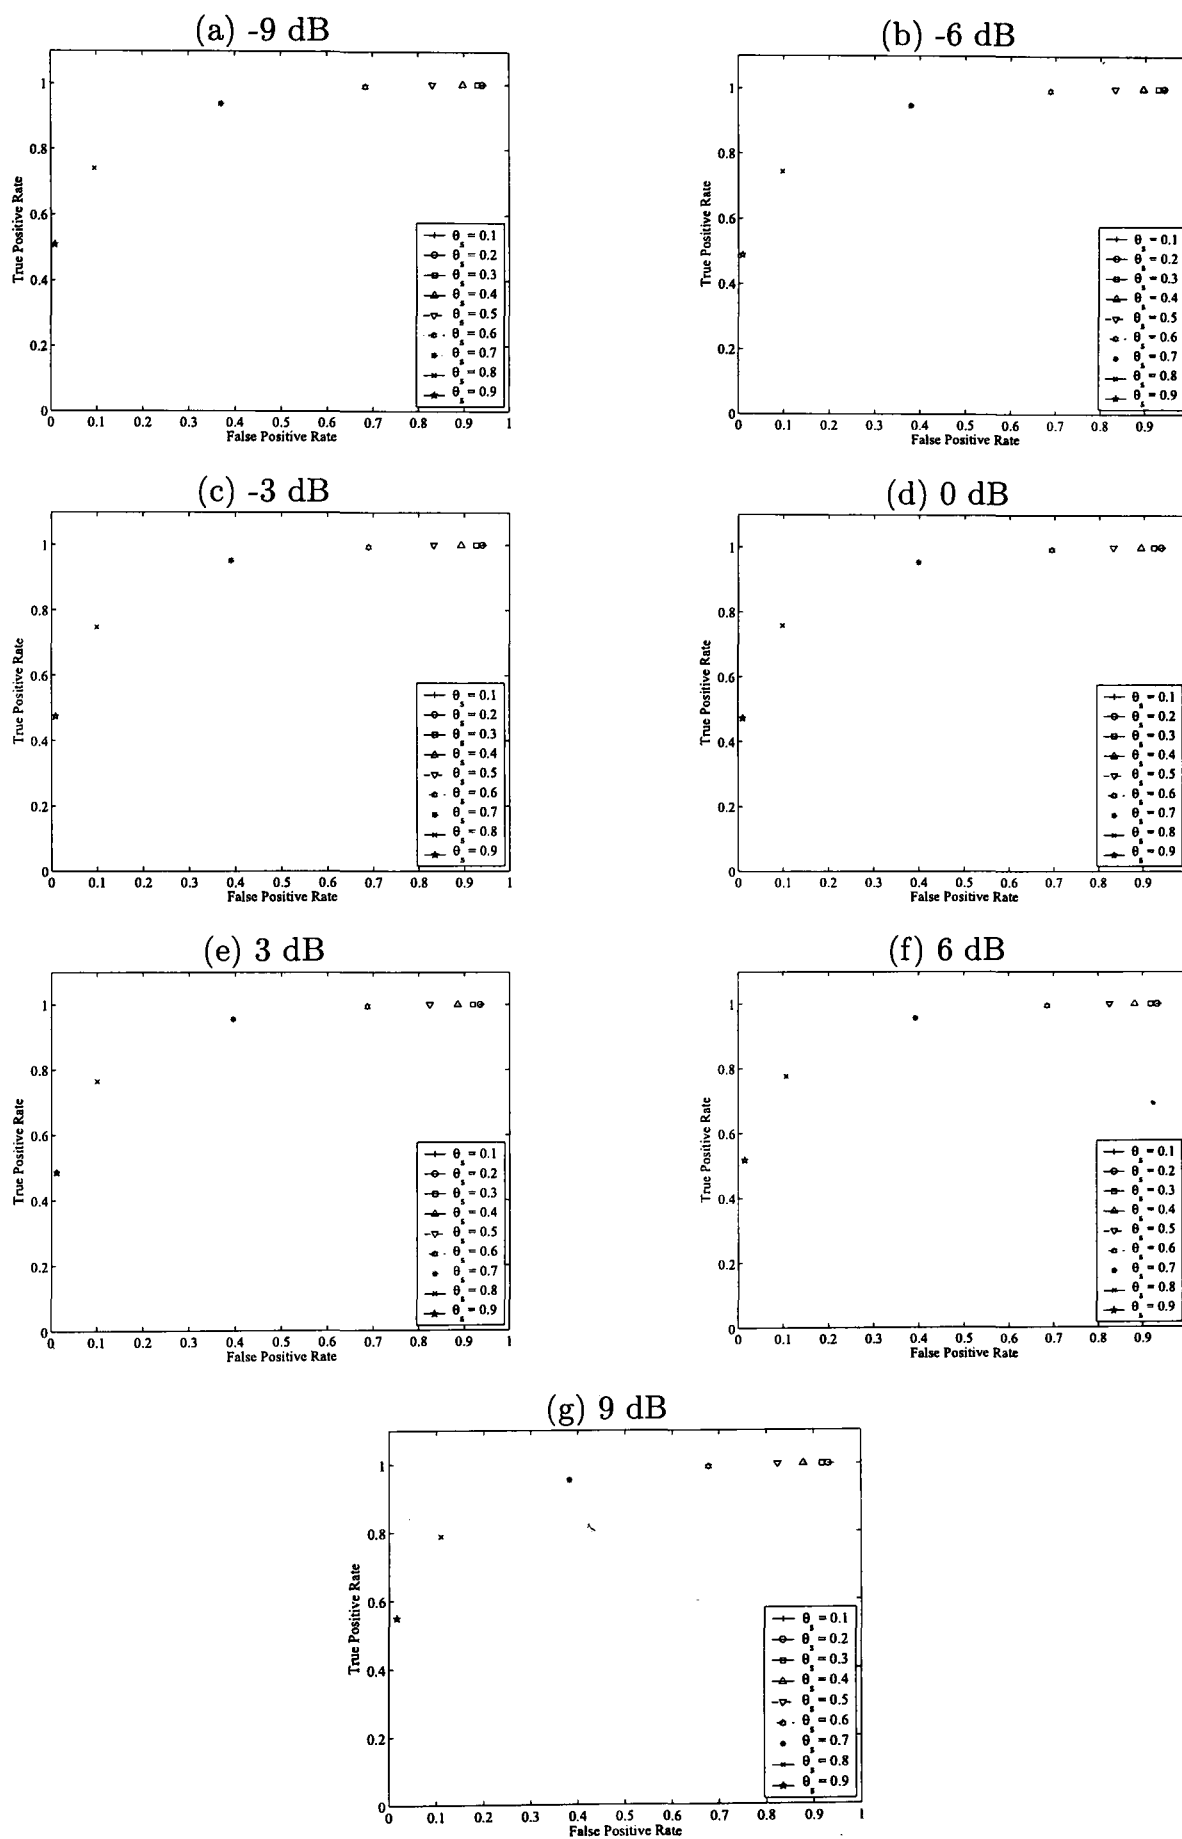 (a) -9 dB
True Positive Rate
1
0.8
0.6
0.4
0.2
0
θs = 0.1
θs = 0.2
θs = 0.3
θs = 0.4
θs = 0.5
θs = 0.6
θs = 0.7
θs = 0.8
θs = 0.9
0 0.1 0.2 0.3 0.4 0.5 0.6 0.7 0.8 0.9 1
False Positive Rate
(b) -6 dB
True Positive Rate
1
0.8
0.6
0.4
0.2
0
θs = 0.1
θs = 0.2
θs = 0.3
θs = 0.4
θs = 0.5
θs = 0.6
θs = 0.7
θs = 0.8
θs = 0.9
0 0.1 0.2 0.3 0.4 0.5 0.6 0.7 0.8 0.9
False Positive Rate
(c) -3 dB
True Positive Rate
1
0.8
0.6
0.4
0.2
0
θs = 0.1
θs = 0.2
θs = 0.3
θs = 0.4
θs = 0.5
θs = 0.6
θs = 0.7
θs = 0.8
θs = 0.9
0 0.1 0.2 0.3 0.4 0.5 0.6 0.7 0.8 0.9 1
False Positive Rate
(d) 0 dB
True Positive Rate
1
0.8
0.6
0.4
0.2
0
θs = 0.1
θs = 0.2
θs = 0.3
θs = 0.4
θs = 0.5
θs = 0.6
θs = 0.7
θs = 0.8
θs = 0.9
0 0.1 0.2 0.3 0.4 0.5 0.6 0.7 0.8 0.9
False Positive Rate
(e) 3 dB
True Positive Rate
1
0.8
0.6
0.4
0.2
0
θs = 0.1
θs = 0.2
θs = 0.3
θs = 0.4
θs = 0.5
θs = 0.6
θs = 0.7
θs = 0.8
θs = 0.9
0 0.1 0.2 0.3 0.4 0.5 0.6 0.7 0.8 0.9 1
False Positive Rate
(f) 6 dB
True Positive Rate
1
0.8
0.6
0.4
0.2
0
θs = 0.1
θs = 0.2
θs = 0.3
θs = 0.4
θs = 0.5
θs = 0.6
θs = 0.7
θs = 0.8
θs = 0.9
0 0.1 0.2 0.3 0.4 0.5 0.6 0.7 0.8 0.9
False Positive Rate
(g) 9 dB
True Positive Rate
1
0.8
0.6
0.4
0.2
0
θs = 0.1
θs = 0.2
θs = 0.3
θs = 0.4
θs = 0.5
θs = 0.6
θs = 0.7
θs = 0.8
θs = 0.9
0 0.1 0.2 0.3 0.4 0.5 0.6 0.7 0.8 0.9 1
False Positive Rate